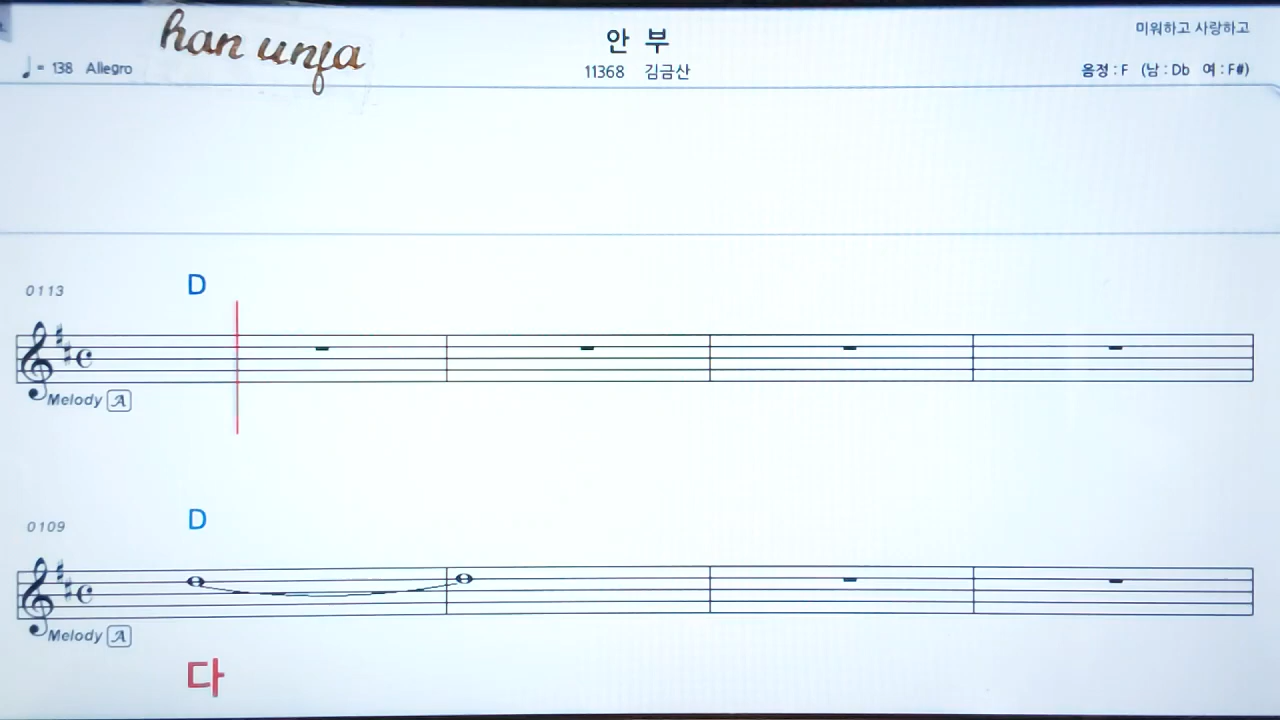 han unja
안 부
미워하고 사랑하고
♩= 138 Allegro
11368 김금산
음정 : F (남 : Db 여 : F#)
0113
D
Melody A
0109
D
Melody A
다